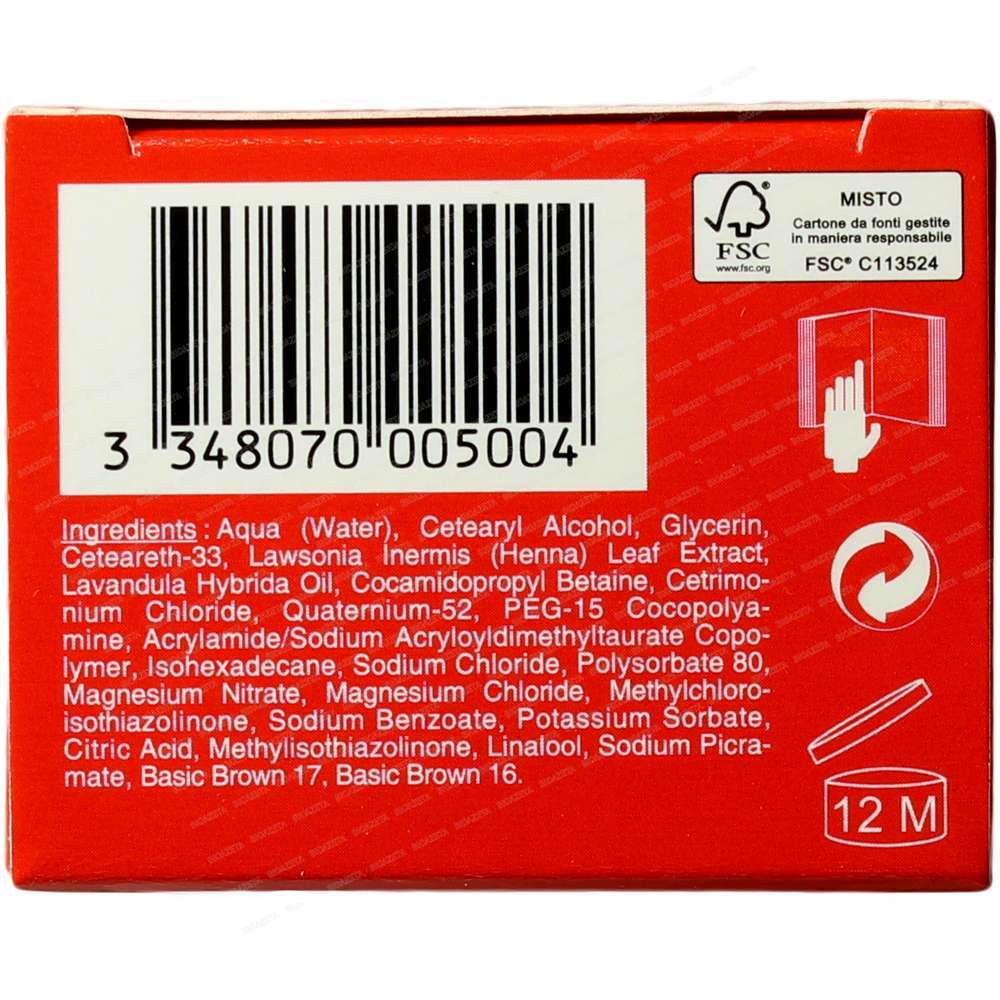 MISTO
FSC
www.fsc.org
Cartone da fonti gestite
in maniera responsabile
FSC® C113524
3 348070 005004
Ingredients : Aqua (Water), Cetearyl Alcohol, Glycerin,
Ceteareth-33, Lawsonia Inermis (Henna) Leaf Extract,
Lavandula Hybrida Oil, Cocamidopropyl Betaine, Cetrimo-
nium Chloride, Quaternium-52, PEG-15 Cocopolya-
mine, Acrylamide/Sodium Acryloyldimethyltaurate Copo-
lymer, Isohexadecane, Sodium Chloride, Polysorbate 80,
Magnesium Nitrate, Magnesium Chloride, Methylchloro-
isothiazolinone, Sodium Benzoate, Potassium Sorbate,
Citric Acid, Methylisothiazolinone, Linalool, Sodium Picra-
mate, Basic Brown 17, Basic Brown 16.
12 M